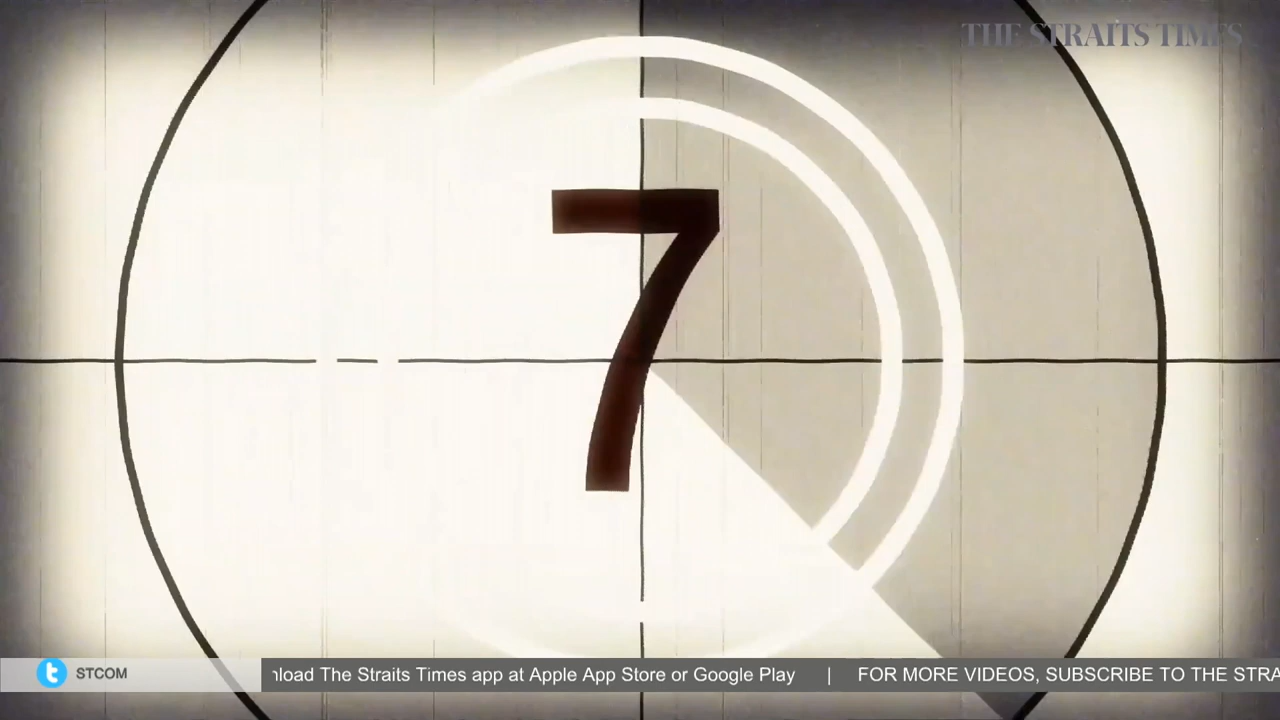 THE STRAITS TIMES
7
STCOM
nload The Straits Times app at Apple App Store or Google Play | FOR MORE VIDEOS, SUBSCRIBE TO THE STRA